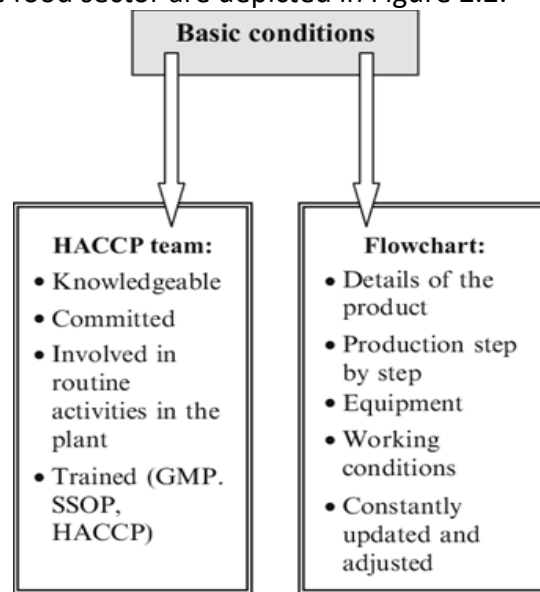 food sector are depicted in Figure 2.2.
Basic conditions
HACCP team:
• Knowledgeable
• Committed
• Involved in
routine
activities in the
plant
• Trained (GMP.
SSOP,
HACCP)
Flowchart:
• Details of the
product
• Production step
by step
• Equipment
• Working
conditions
• Constantly
updated and
adjusted